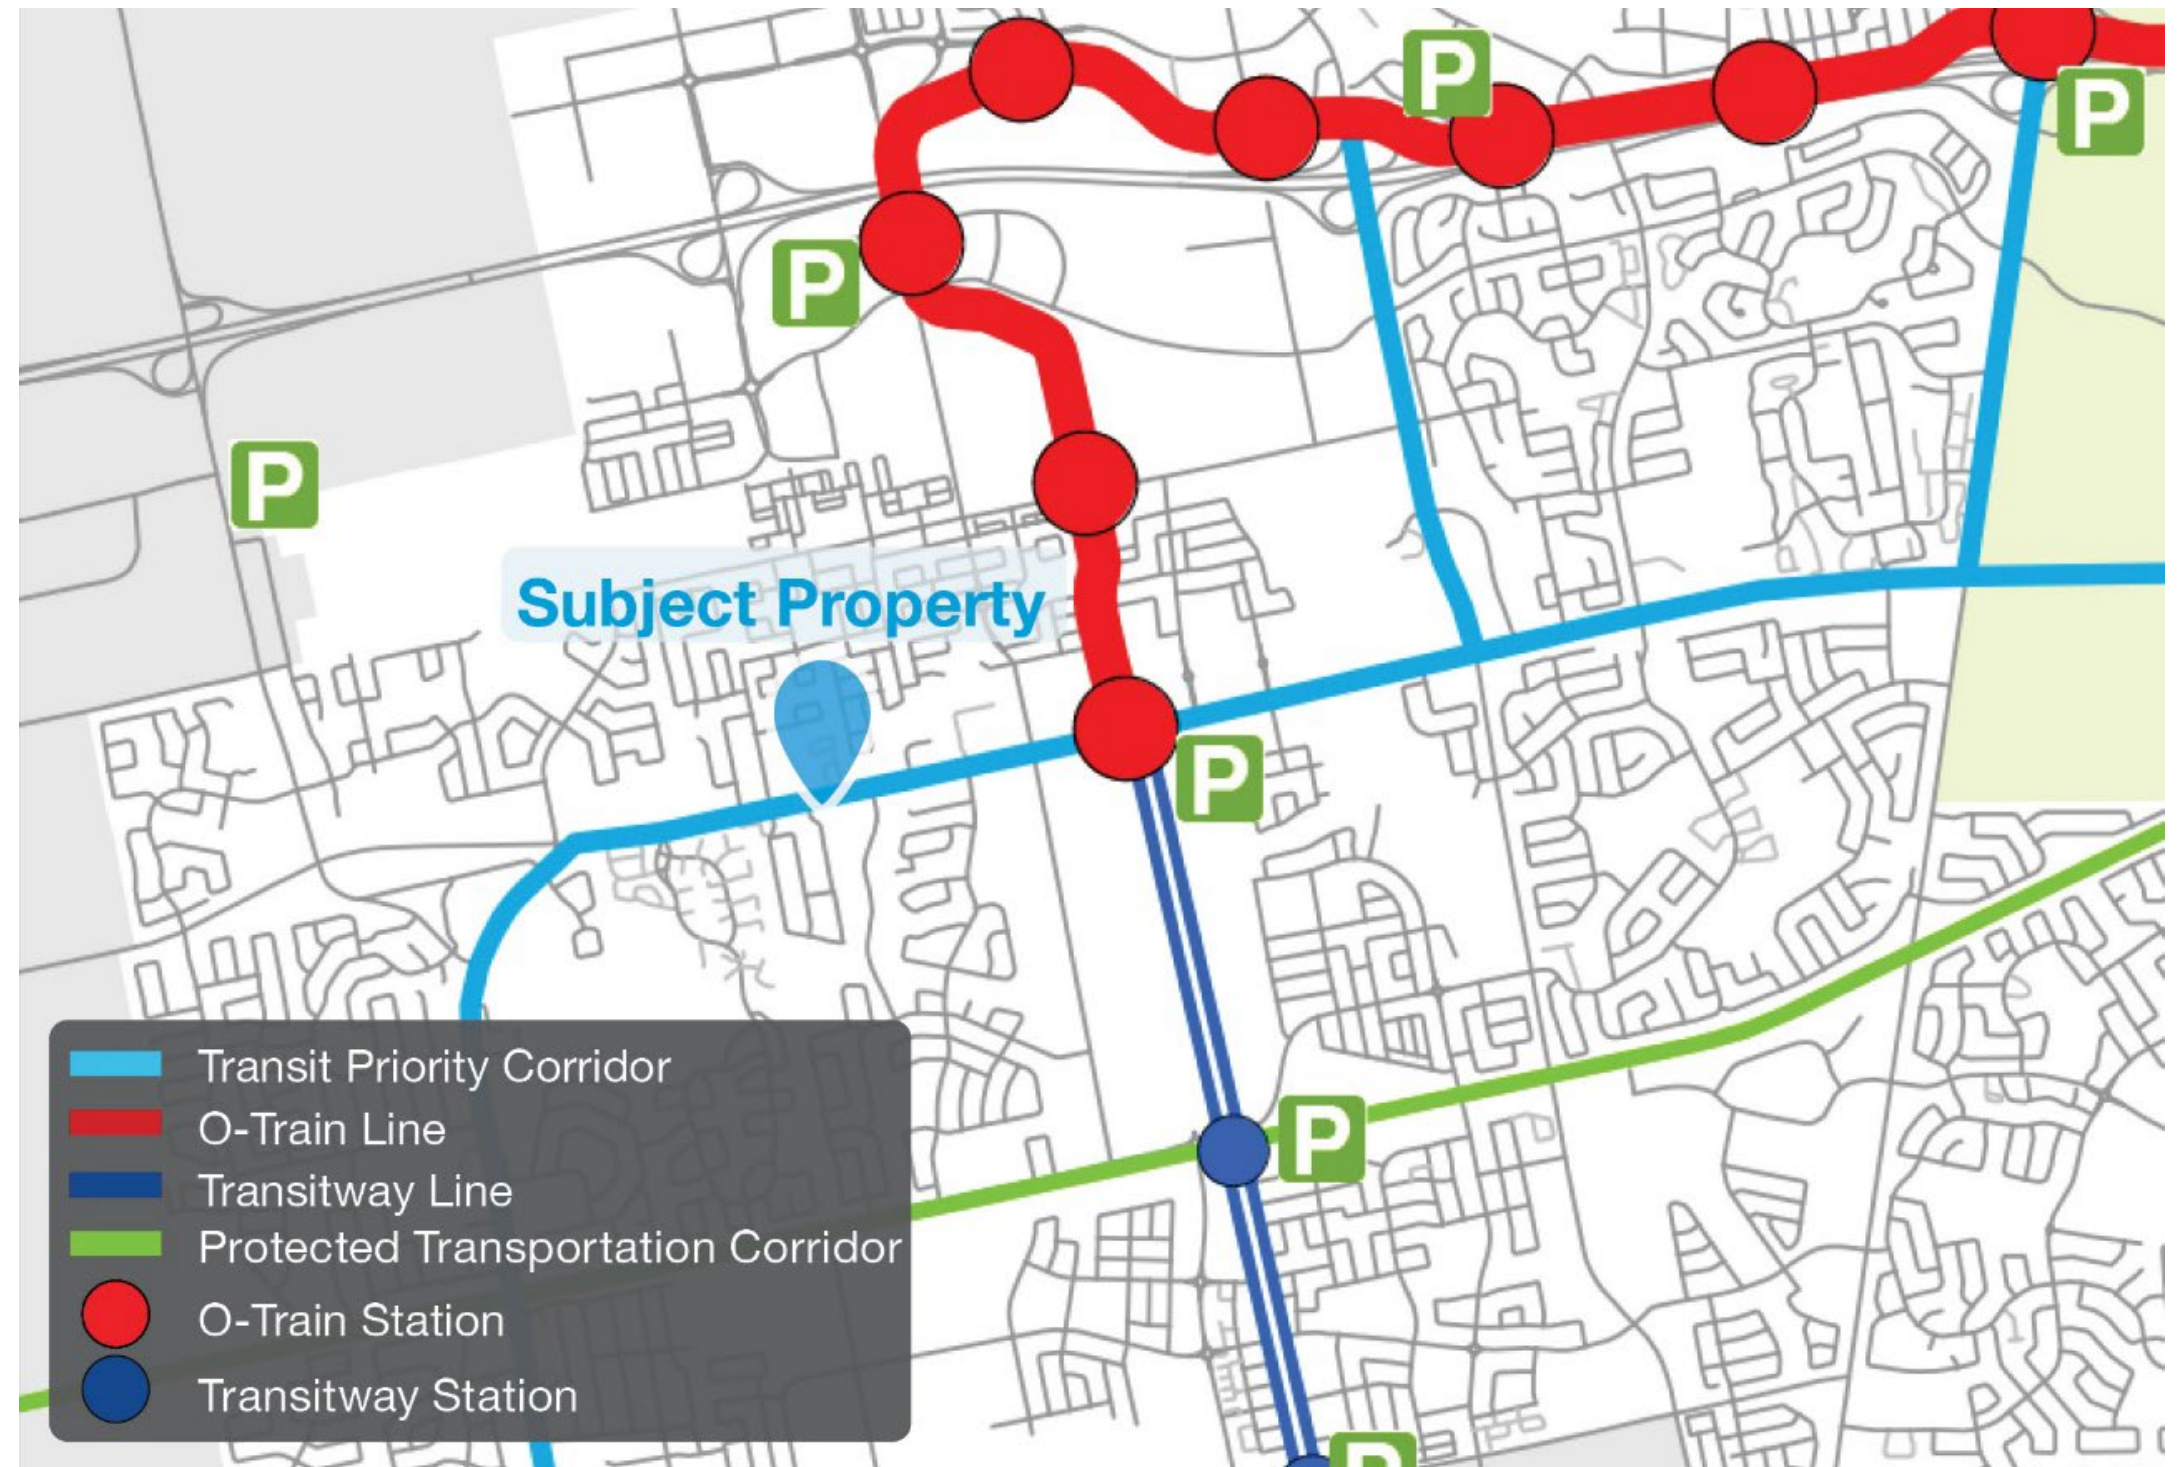 P
P
P
P
Subject Property
P
P
P
Transit Priority Corridor
O-Train Line
Transitway Line
Protected Transportation Corridor
O-Train Station
Transitway Station